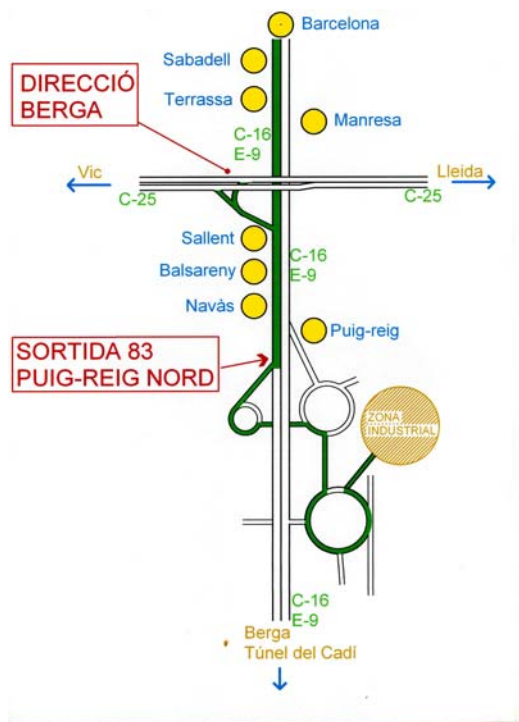 Barcelona
Sabadell
DIRECCIÓ
BERGA
Terrassa
Manresa
C-16
E-9
Vic
Lleida
C-25
C-25
Sallent
C-16
E-9
Balsareny
Navàs
Puig-reig
SORTIDA 83
PUIG-REIG NORD
ZONA
INDUSTRIAL
C-16
E-9
Berga
Túnel del Cadí